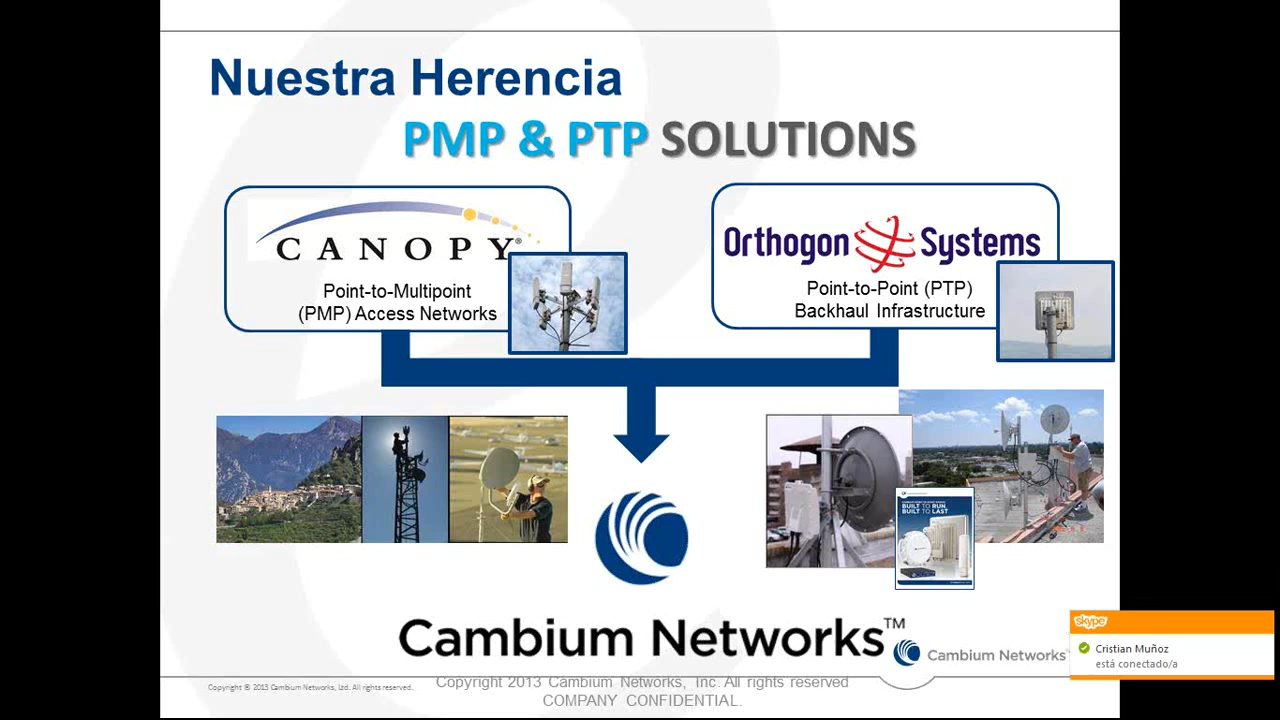 Nuestra Herencia
PMP & PTP SOLUTIONS
CANOPY®
Point-to-Multipoint
(PMP) Access Networks
Orthogon Systems
Point-to-Point (PTP)
Backhaul Infrastructure
BUILT TO RUN.
BUILT TO LAST
Cambium Networks™
Cambium Networks
skype
Cristian Muñoz
está conectado/a
Copyright © 2013 Cambium Networks, Ltd. All rights reserved.
Copyright 2013 Cambium Networks, Inc. All rights reserved
COMPANY CONFIDENTIAL.